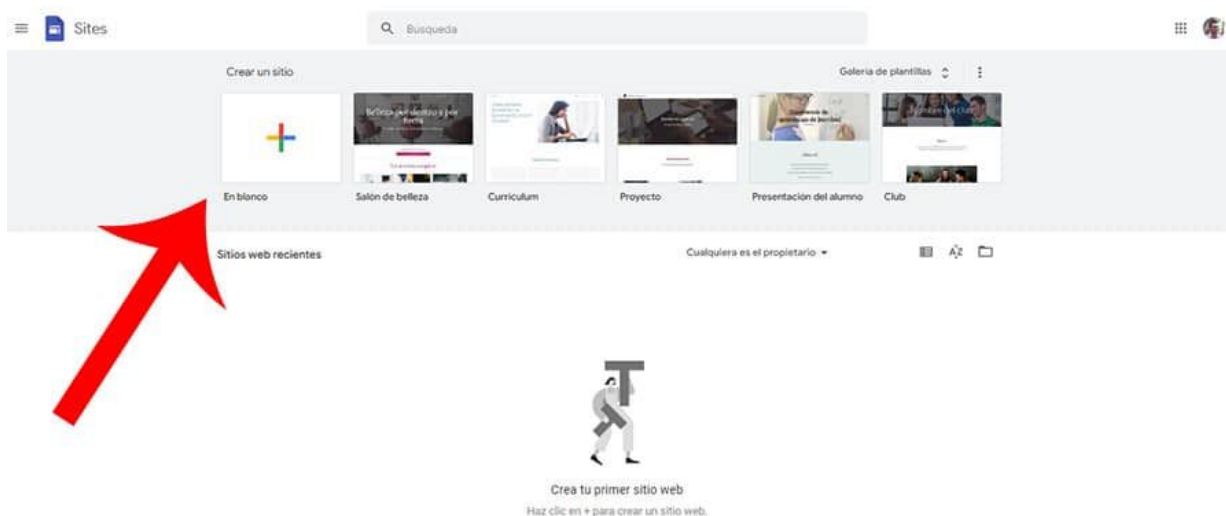 Sites
Busqueda
Crear un sitio
Galeria de plantillas
En blanco
Salón de belleza
Curriculum
Proyecto
Presentación del alumno
Club
Sitios web recientes
Cualquiera es el propietario
AZ
Crea tu primer sitio web
Haz clic en + para crear un sitio web.